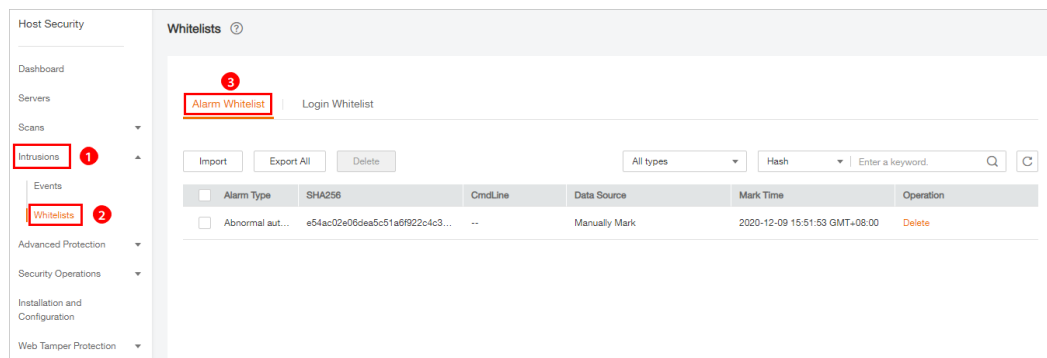 Host Security
Whitelists ?
Dashboard
Servers
Scans
Intrusions 1
Events
Whitelists 2
Advanced Protection
Security Operations
Installation and
Configuration
Web Tamper Protection
3
Alarm Whitelist Login Whitelist
Import Export All Delete All types Hash Enter a keyword.
Alarm Type SHA256 CmdLine Data Source Mark Time Operation
Abnormal aut... e54ac02e06dea5c51a6f922c4c3... -- Manually Mark 2020-12-09 15:51:53 GMT+08:00 Delete